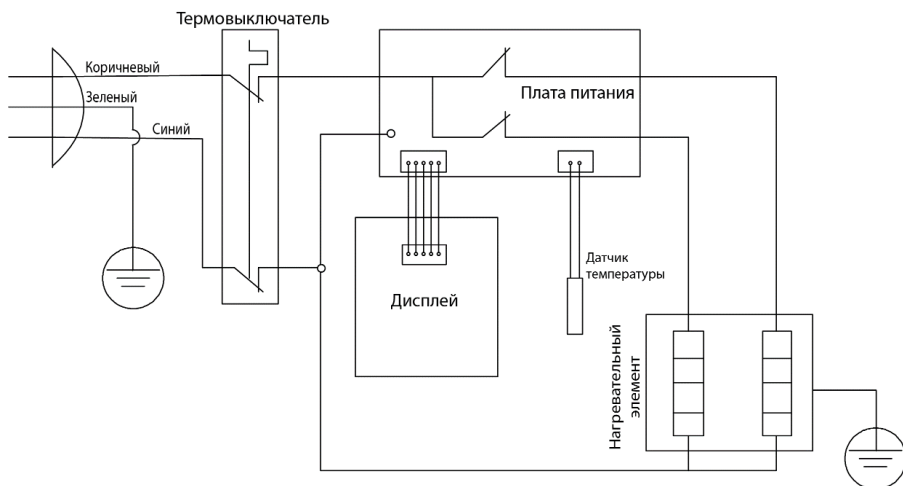 Термовыключатель
Коричневый
Зеленый
Синий
Плата питания
Датчик
температуры
Дисплей
Нагревательный
элемент